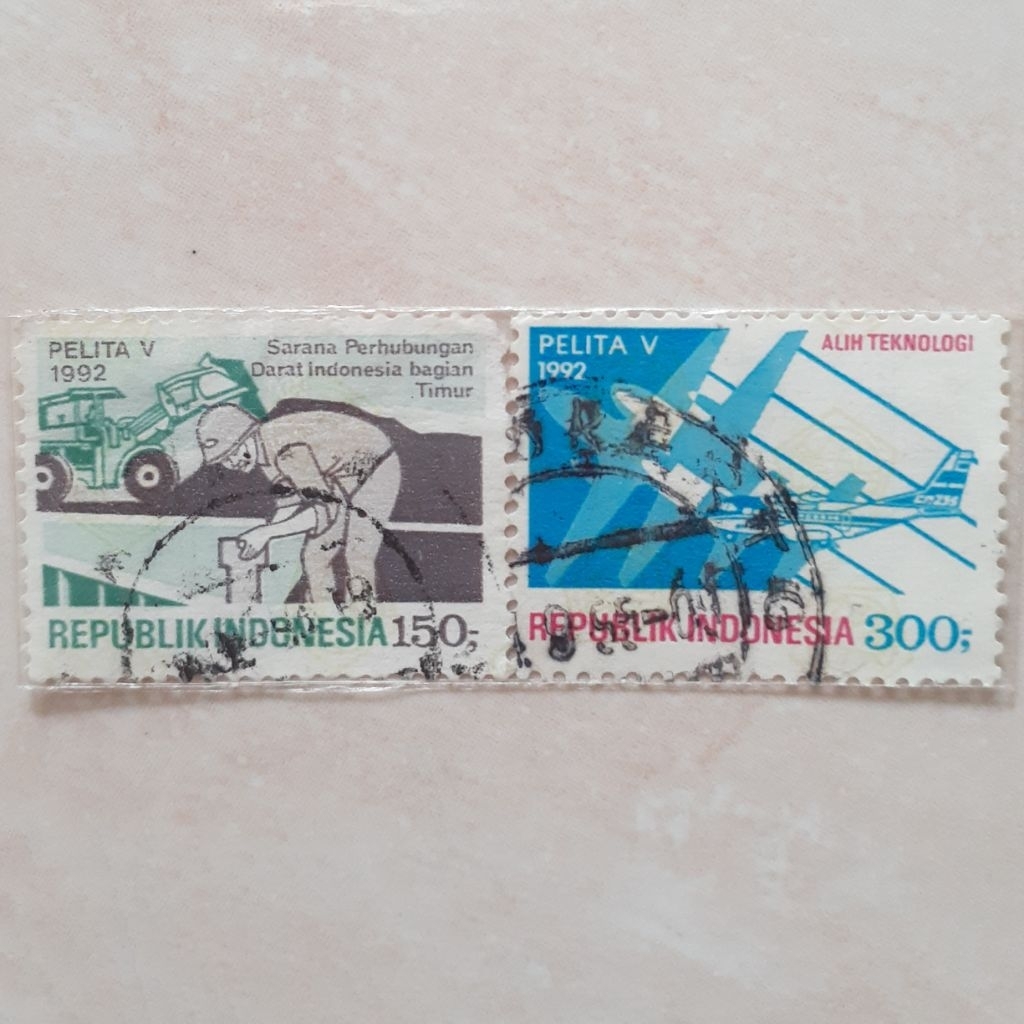 PELITA V
1992
Sarana Perhubungan
Darat Indonesia bagian
Timur
REPUBLIK INDONESIA 150,-
PELITA V
1992
ALIH TEKNOLOGI
REPUBLIK INDONESIA 300,-